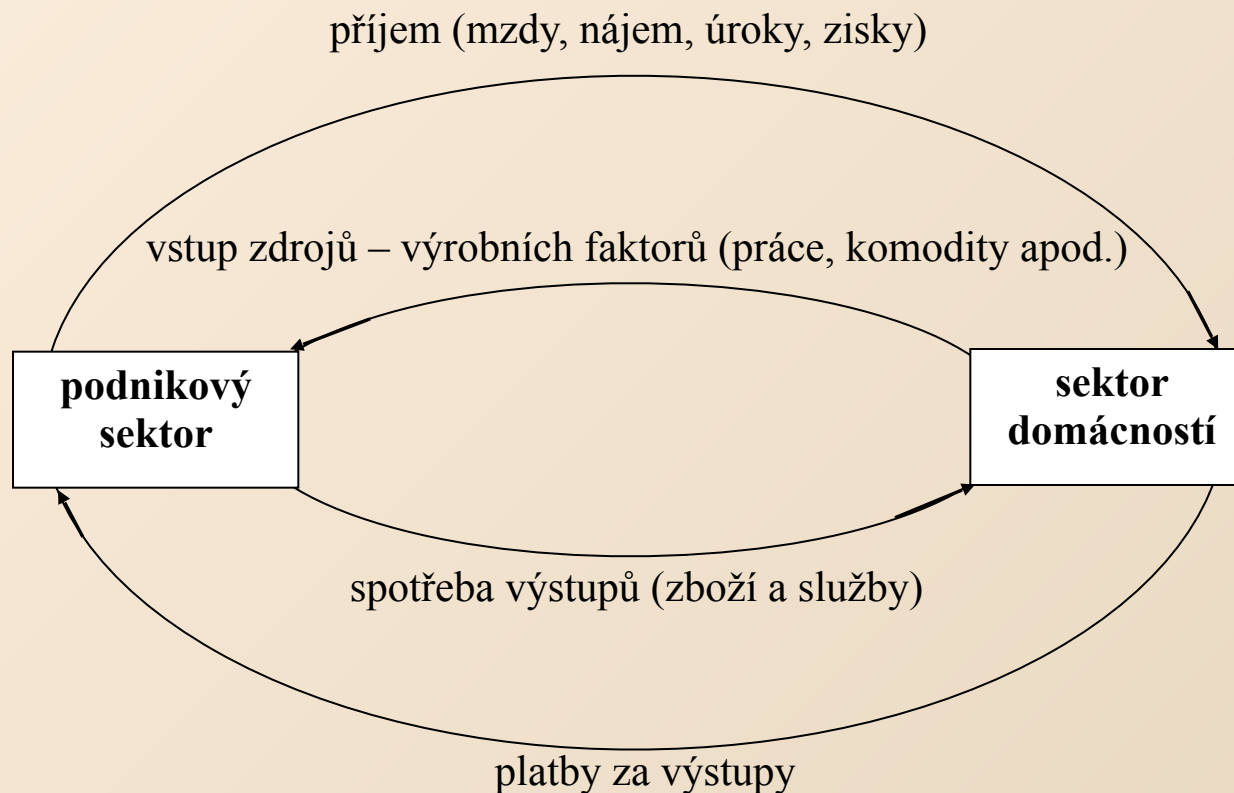 příjem (mzdy, nájem, úroky, zisky)
vstup zdrojů – výrobních faktorů (práce, komodity apod.)
podnikový
sektor
sektor
domácností
spotřeba výstupů (zboží a služby)
platby za výstupy